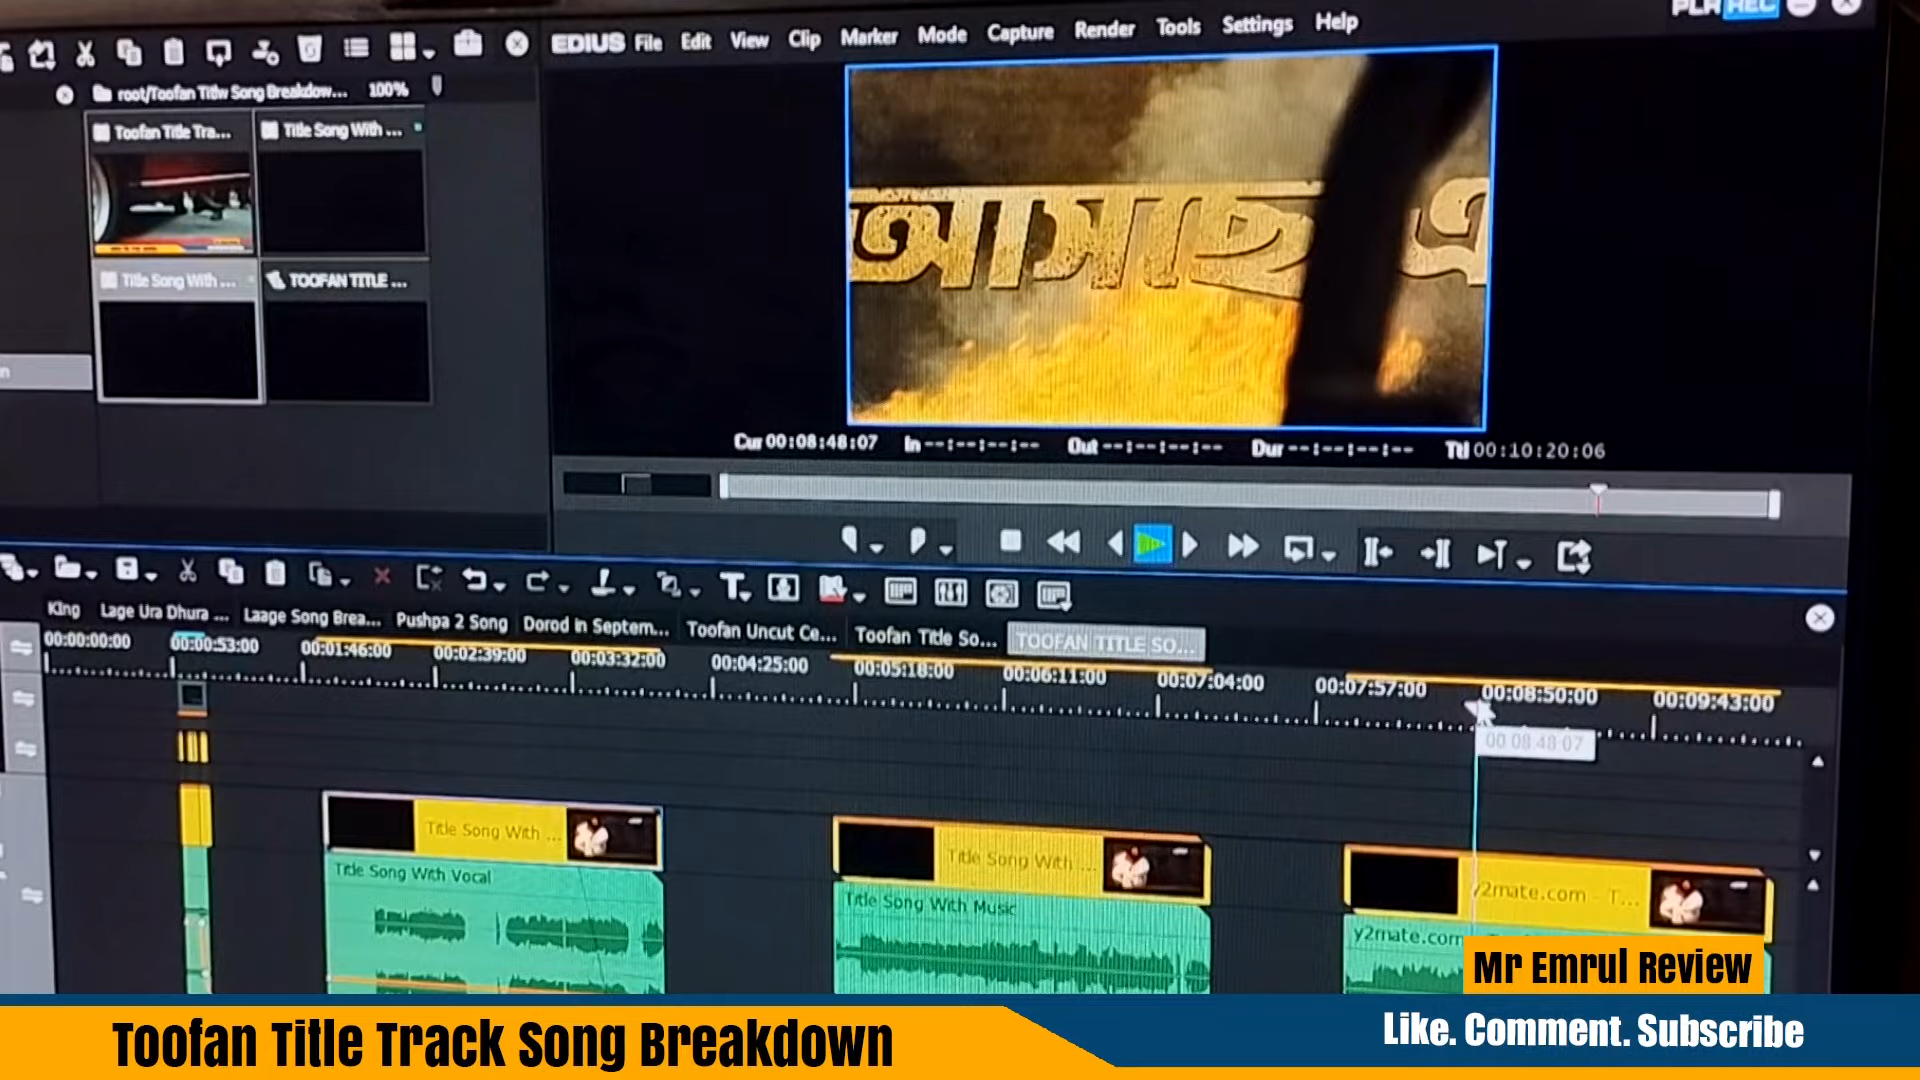 PLR REC
EDIUS File Edit View Clip Marker Mode Capture Render Tools Settings Help
root/Toofan Titlw Song Breakdow... 100%
Toofan Title Tra... Title Song With ...
Title Song With ... TOOFAN TITLE ...
আসছে এ
Cur 00:08:48:07 In --:--:--:-- Out --:--:--:-- Dur --:--:--:-- Ttl 00:10:20:06
King Lage Ura Dhura ... Laage Song Brea... Pushpa 2 Song Dorod in Septem... Toofan Uncut Ce... Toofan Title So... TOOFAN TITLE SO...
00:00:00:00 00:00:53:00 00:01:46:00 00:02:39:00 00:03:32:00 00:04:25:00 00:05:18:00 00:06:11:00 00:07:04:00 00:07:57:00 00:08:50:00 00:09:43:00
00:08:48:07
Title Song With ... Title Song With ... y2mate.com - T...
Title Song With Vocal Title Song With Music y2mate.com
Mr Emrul Review
Toofan Title Track Song Breakdown
Like. Comment. Subscribe